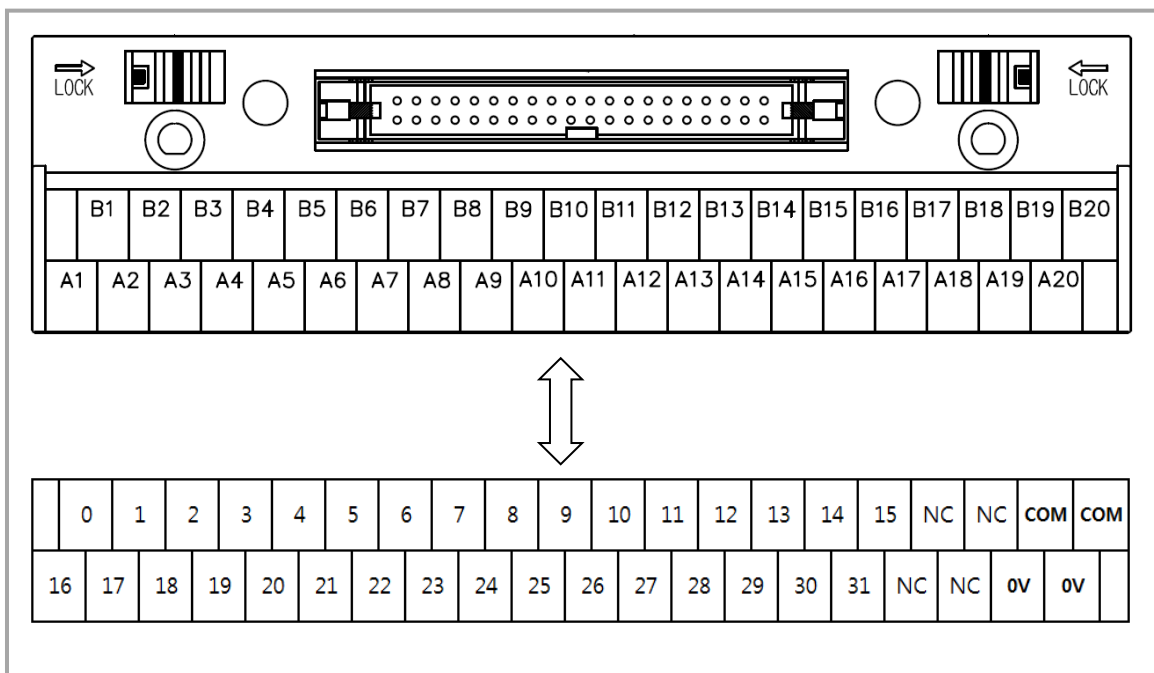 LOCK LOCK
B1 B2 B3 B4 B5 B6 B7 B8 B9 B10 B11 B12 B13 B14 B15 B16 B17 B18 B19 B20
A1 A2 A3 A4 A5 A6 A7 A8 A9 A10 A11 A12 A13 A14 A15 A16 A17 A18 A19 A20
0 1 2 3 4 5 6 7 8 9 10 11 12 13 14 15 NC NC COM COM
16 17 18 19 20 21 22 23 24 25 26 27 28 29 30 31 NC NC 0V 0V